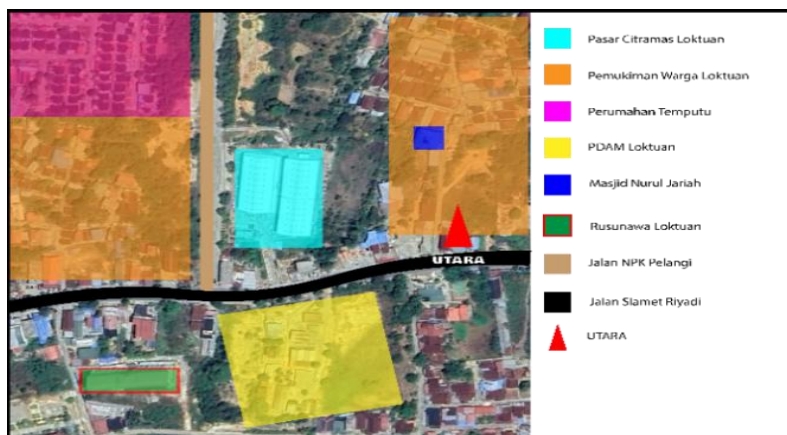 UTARA
Pasar Citramas Loktuan
Pemukiman Warga Loktuan
Perumahan Temputu
PDAM Loktuan
Masjid Nurul Jariah
Rusunawa Loktuan
Jalan NPK Pelangi
Jalan Slamet Riyadi
UTARA